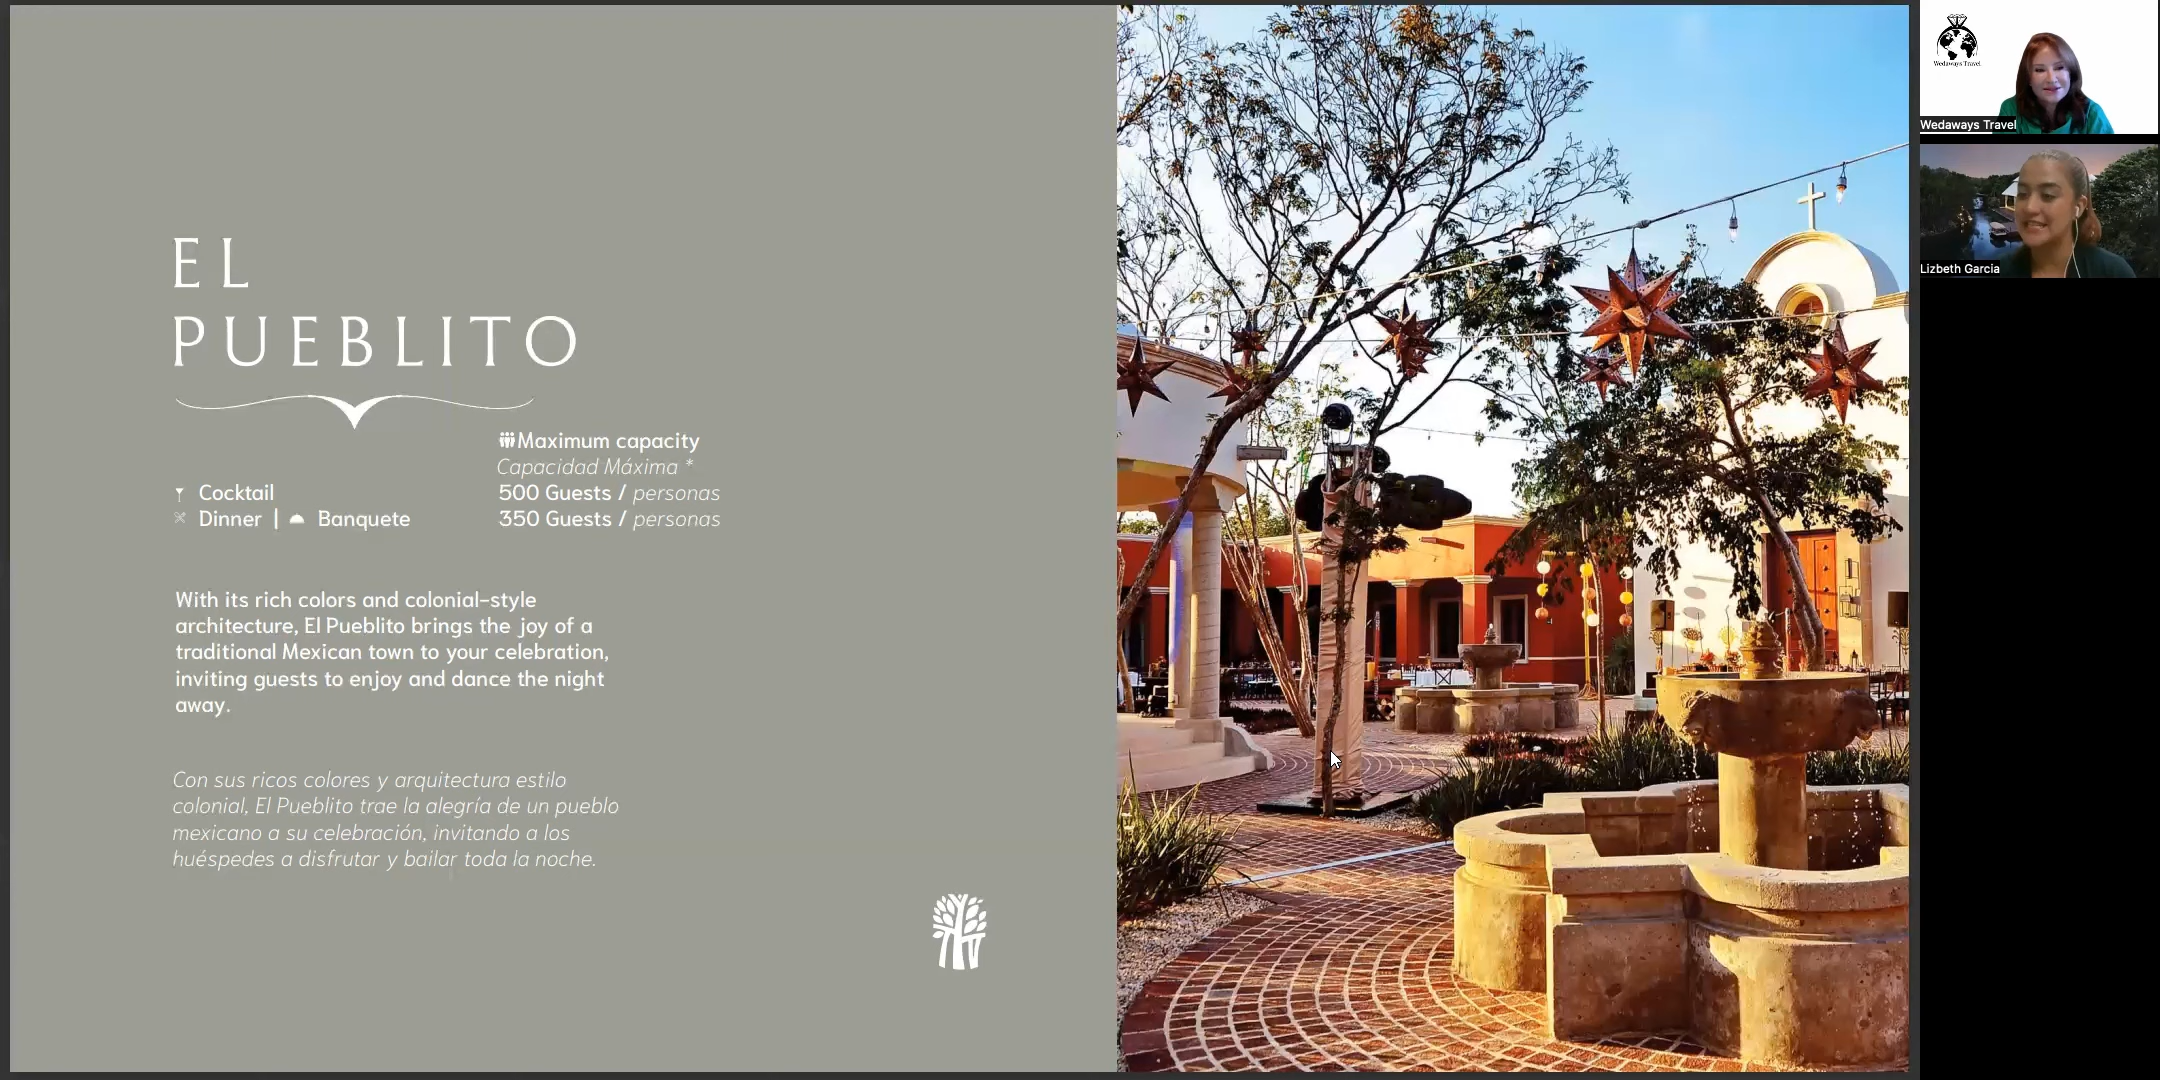 EL
PUEBLITO
Maximum capacity
Capacidad Máxima *
Cocktail 500 Guests / personas
Dinner | Banquete 350 Guests / personas
With its rich colors and colonial-style
architecture, El Pueblito brings the joy of a
traditional Mexican town to your celebration,
inviting guests to enjoy and dance the night
away.
Con sus ricos colores y arquitectura estilo
colonial, El Pueblito trae la alegría de un pueblo
mexicano a su celebración, invitando a los
huéspedes a disfrutar y bailar toda la noche.
Wedaways Travel
Wedaways Travel
Lizbeth Garcia